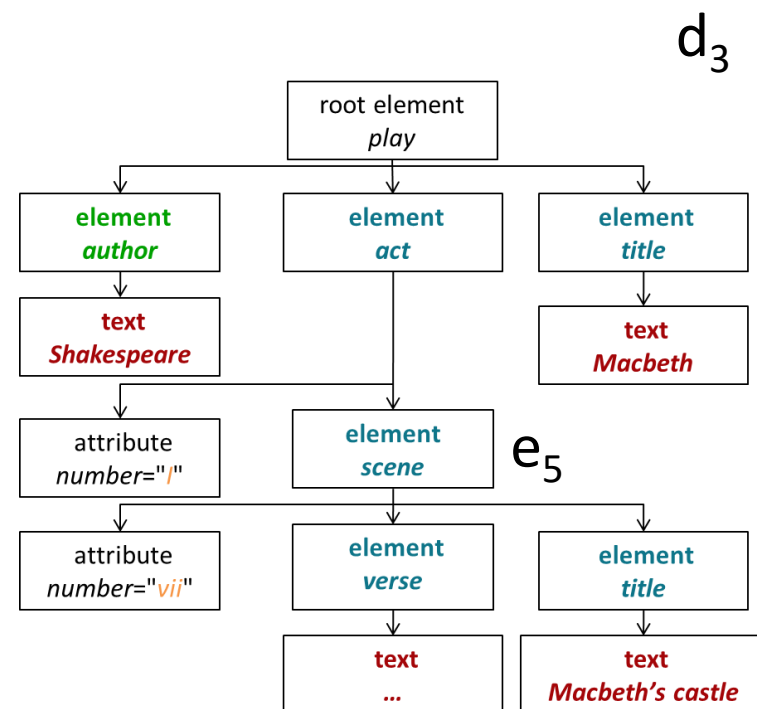 d₃
root element
play
element
author
element
act
element
title
text
Shakespeare
text
Macbeth
attribute
number="I"
element
scene
e₅
attribute
number="vii"
element
verse
element
title
text
...
text
Macbeth’s castle